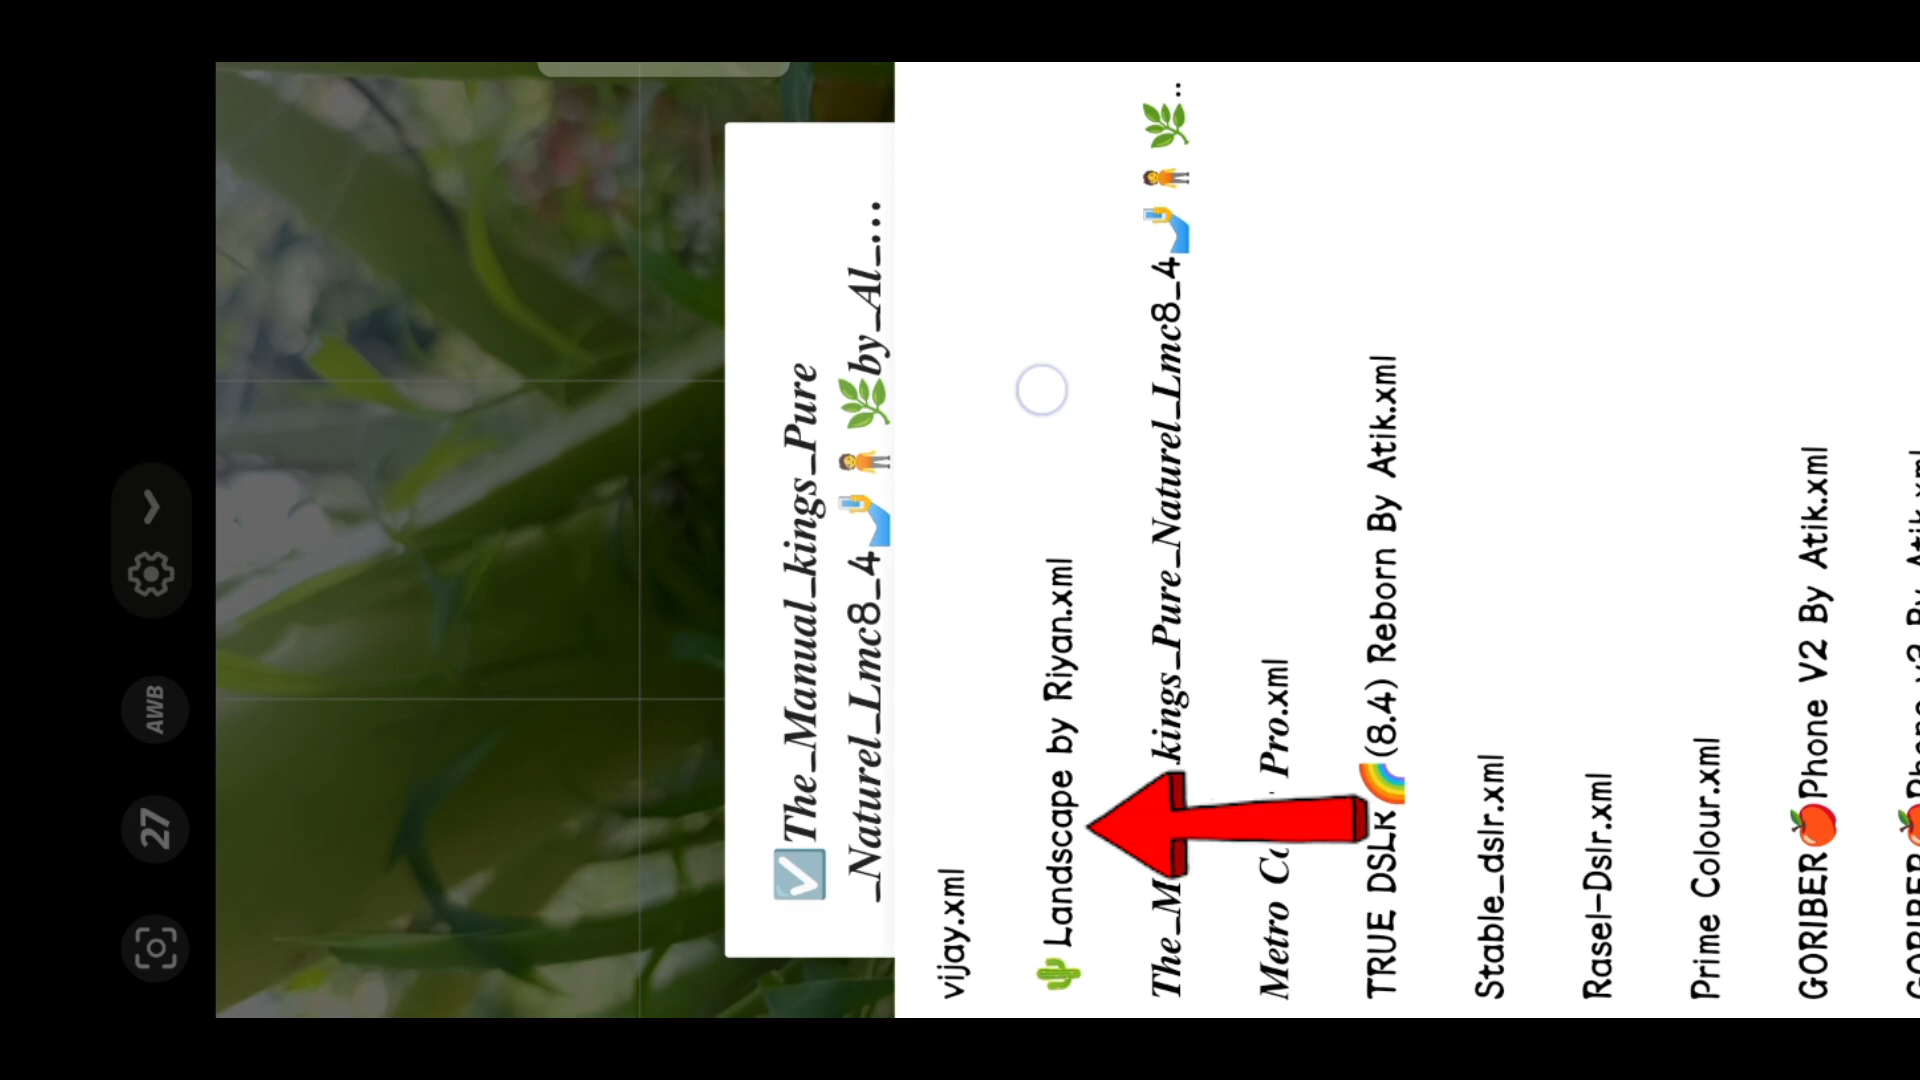 ☑️The_Manual_kings_Pure
_Naturel_Lmc8_4🤳🧍🌿by_Al_...
vijay.xml
🌵 Landscape by Riyan.xml
kings_Pure_Naturel_Lmc8_4🤳🧍🌿...
Metro Pro.xml
TRUE DSLR🌈(8.4) Reborn By Atik.xml
Stable_dslr.xml
Rasel-Dslr.xml
Prime Colour.xml
GORIBER🍎Phone V2 By Atik.xml
AWB
27